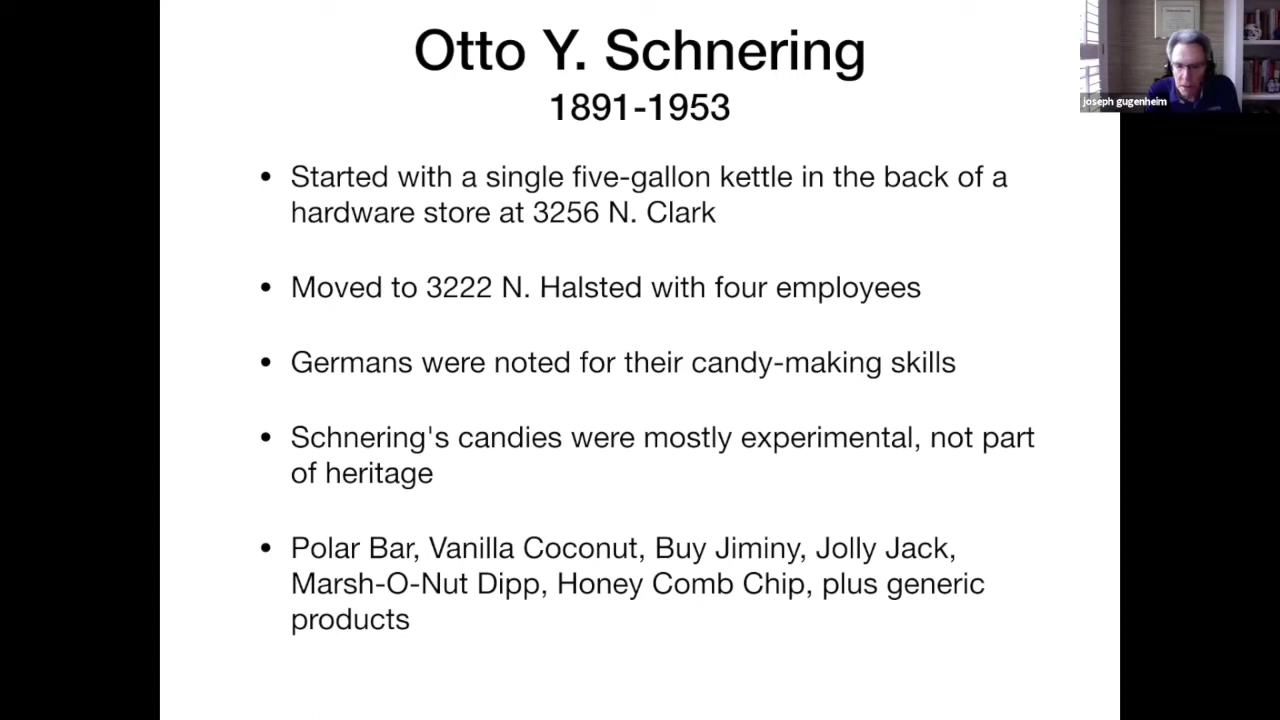 Otto Y. Schnering
1891-1953
joseph gugenheim
• Started with a single five-gallon kettle in the back of a
hardware store at 3256 N. Clark
• Moved to 3222 N. Halsted with four employees
• Germans were noted for their candy-making skills
• Schnering's candies were mostly experimental, not part
of heritage
• Polar Bar, Vanilla Coconut, Buy Jiminy, Jolly Jack,
Marsh-O-Nut Dipp, Honey Comb Chip, plus generic
products